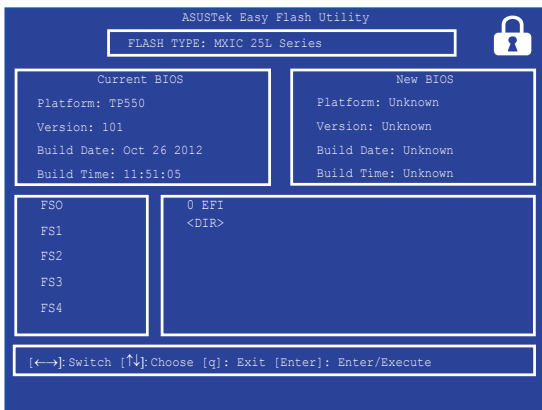 ASUSTek Easy Flash Utility
FLASH TYPE: MXIC 25L Series
Current BIOS
Platform: TP550
Version: 101
Build Date: Oct 26 2012
Build Time: 11:51:05
New BIOS
Platform: Unknown
Version: Unknown
Build Date: Unknown
Build Time: Unknown
FSO
FS1
FS2
FS3
FS4
0 EFI
<DIR>
[←→]: Switch [↑↓]: Choose [q]: Exit [Enter]: Enter/Execute